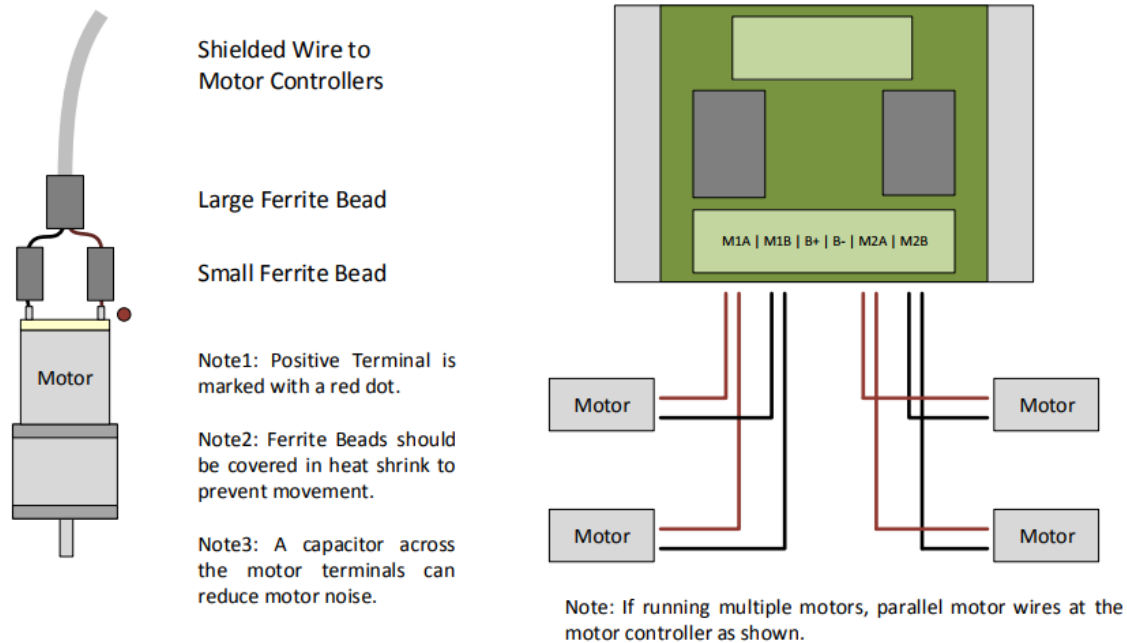 Shielded Wire to
Motor Controllers
Large Ferrite Bead
Small Ferrite Bead
Motor
Note1: Positive Terminal is
marked with a red dot.
Note2: Ferrite Beads should
be covered in heat shrink to
prevent movement.
Note3: A capacitor across
the motor terminals can
reduce motor noise.
M1A | M1B | B+ | B- | M2A | M2B
Motor
Motor
Motor
Motor
Note: If running multiple motors, parallel motor wires at the
motor controller as shown.